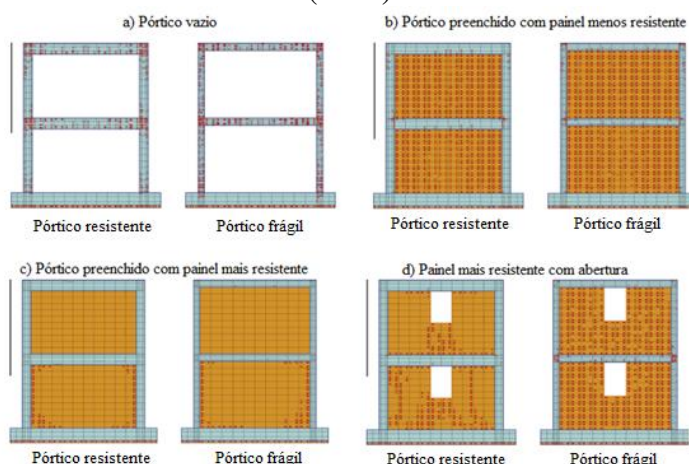 a) Pórtico vazio
b) Pórtico preenchido com painel menos resistente
Pórtico resistente
Pórtico frágil
Pórtico resistente
Pórtico frágil
c) Pórtico preenchido com painel mais resistente
d) Painel mais resistente com abertura
Pórtico resistente
Pórtico frágil
Pórtico resistente
Pórtico frágil